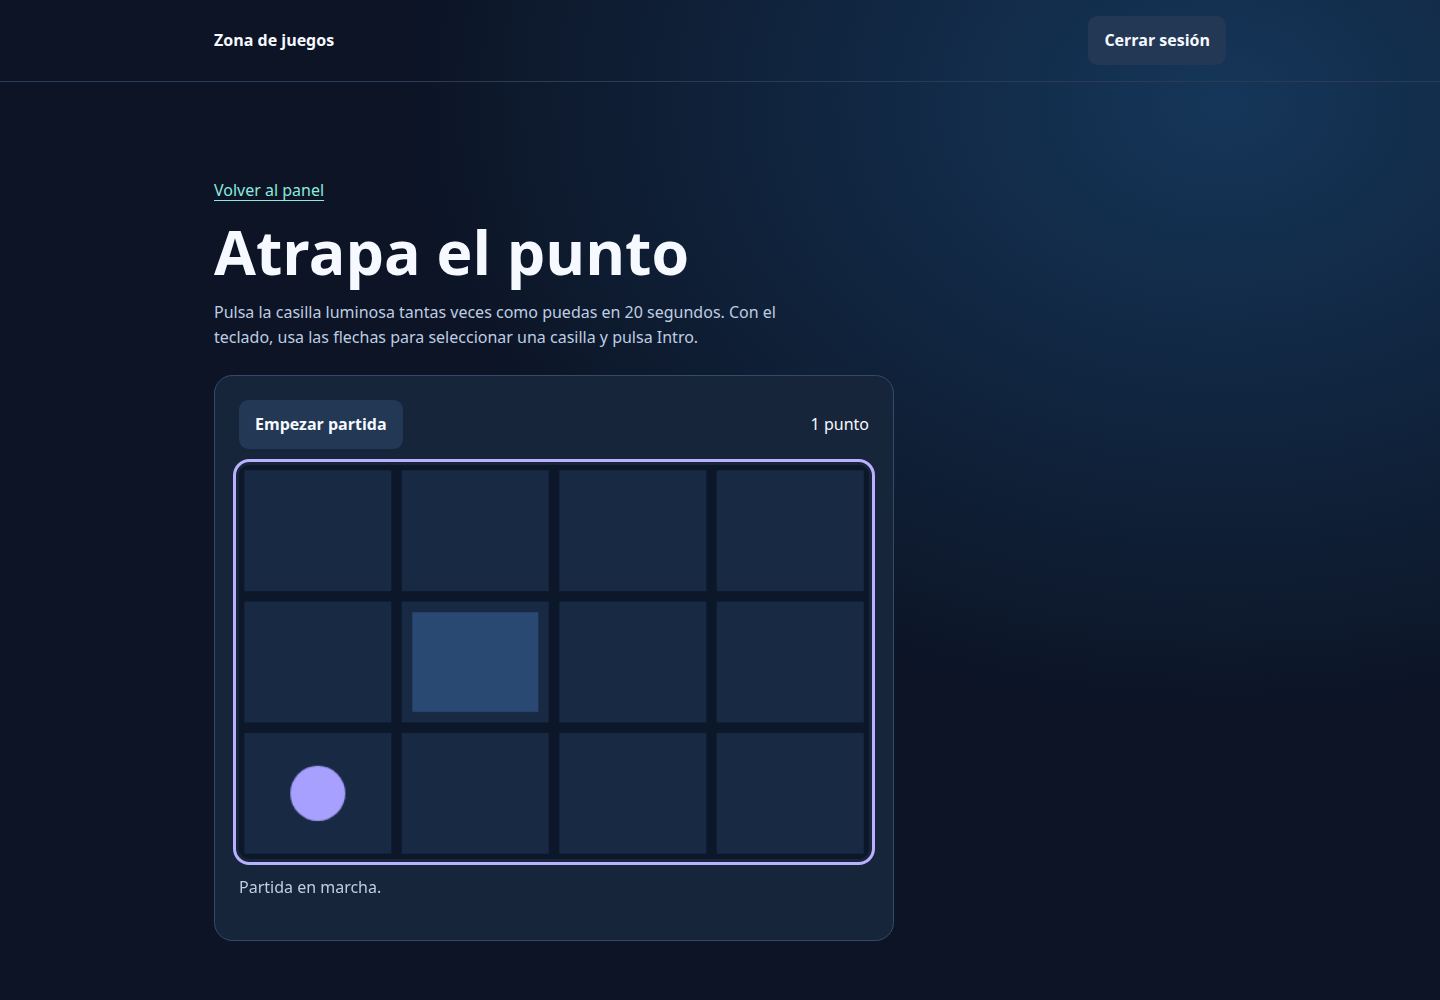 Zona de juegos
Cerrar sesión
Volver al panel
Atrapa el punto
Pulsa la casilla luminosa tantas veces como puedas en 20 segundos. Con el
teclado, usa las flechas para seleccionar una casilla y pulsa Intro.
Empezar partida
1 punto
Partida en marcha.